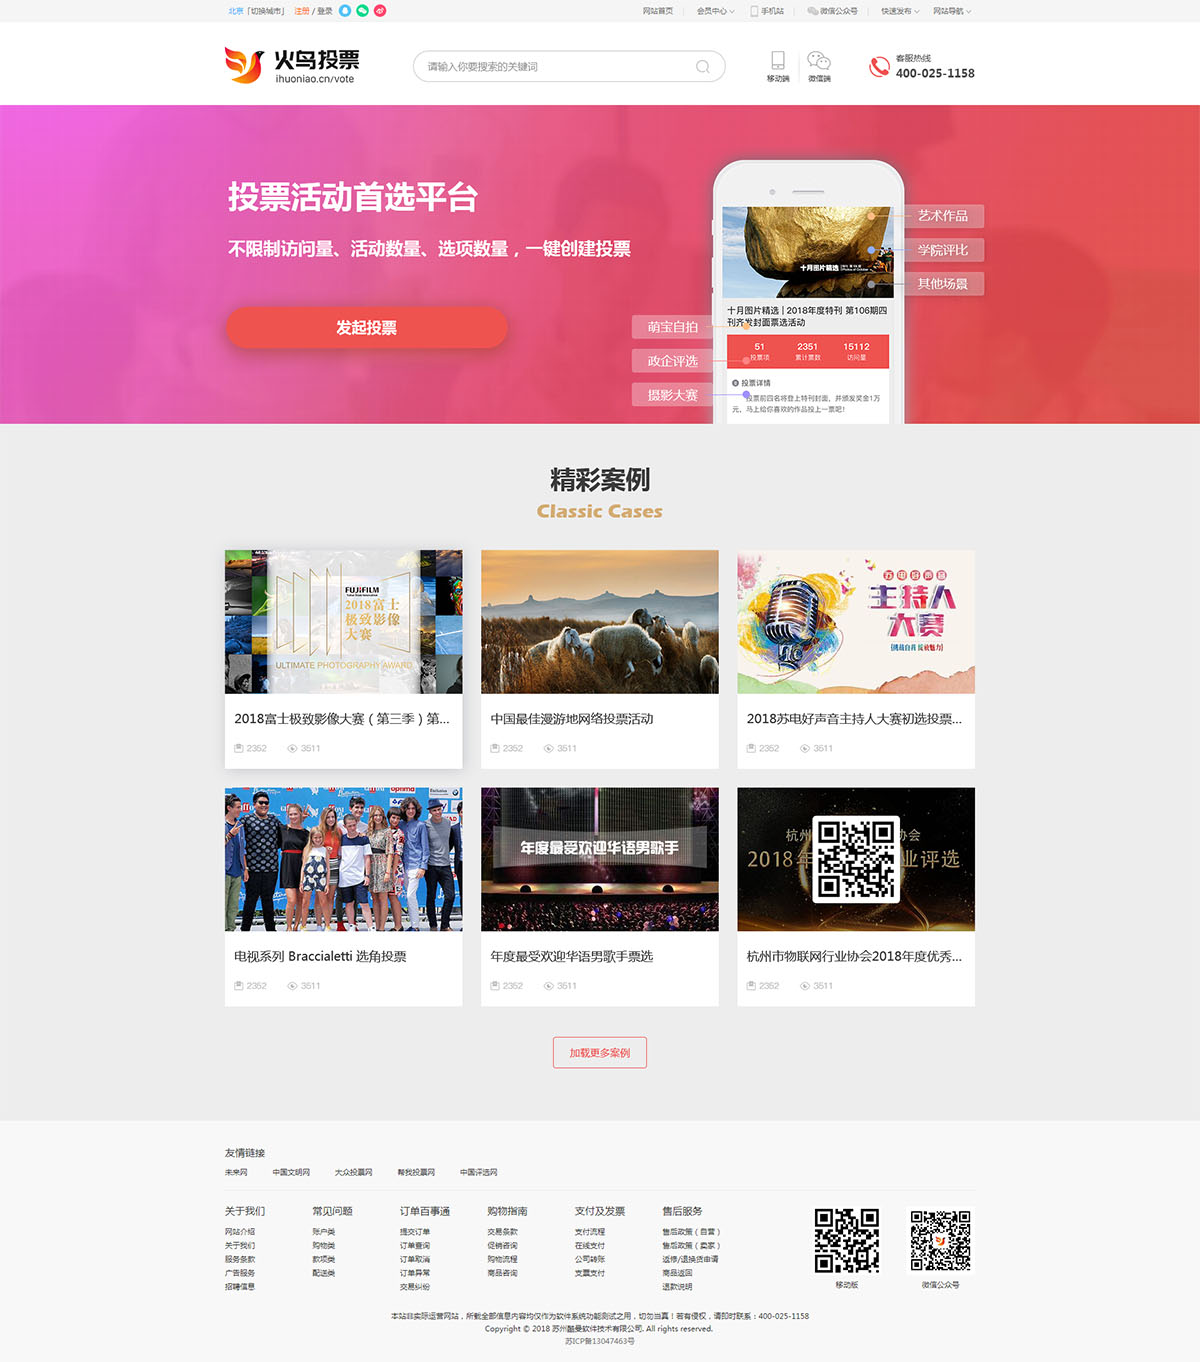 北京「切换城市」 注册 / 登录
网站首页 会员中心 手机站 微信公众号 快速发布 网站导航
火鸟投票
ihuoniao.cn/vote
请输入你要搜索的关键词
移动端 微信端
客服热线
400-025-1158
投票活动首选平台
不限制访问量、活动数量、选项数量，一键创建投票
发起投票
艺术作品
学院评比
其他场景
萌宝自拍
政企评选
摄影大赛
十月图片精选
十月图片精选 | 2018年度特刊 第106期四
刊齐发封面票选活动
51 2351 15112
投票项 累计票数 访问量
投票详情
投票前四名将登上特刊封面，并颁发奖金1万
元，马上给你喜欢的作品投上一票吧！
精彩案例
Classic Cases
FUJIFILM
2018富士
极致影像
大赛
ULTIMATE PHOTOGRAPHY AWARD
苏电好声音
主持人
大赛
2018富士极致影像大赛（第三季）第...
2352 3511
中国最佳漫游地网络投票活动
2352 3511
2018苏电好声音主持人大赛初选投票...
2352 3511
年度最受欢迎华语男歌手
杭州 协会
2018年 业评选
电视系列 Braccialetti 选角投票
2352 3511
年度最受欢迎华语男歌手票选
2352 3511
杭州市物联网行业协会2018年度优秀...
2352 3511
加载更多案例
友情链接
未来网 中国文明网 大众投票网 帮我投票网 中国评选网
关于我们 常见问题 订单百事通 购物指南 支付及发票 售后服务
网站介绍 账户类 提交订单 交易条款 支付流程 售后政策（自营）
关于我们 购物类 订单查询 促销咨询 在线支付 售后政策（卖家）
服务条款 款项类 订单取消 购物流程 公司转账 返修/退换货申请
广告服务 配送类 订单异常 商品咨询 支票支付 商品返回
招聘信息 交易纠纷 退款说明
移动版 微信公众号
本站非实际运营网站，所载全部信息内容均仅作为软件系统功能测试之用，切勿当真！若有侵权，请即时联系：400-025-1158
Copyright © 2018 苏州酷曼软件技术有限公司. All rights reserved.
苏ICP备13047463号